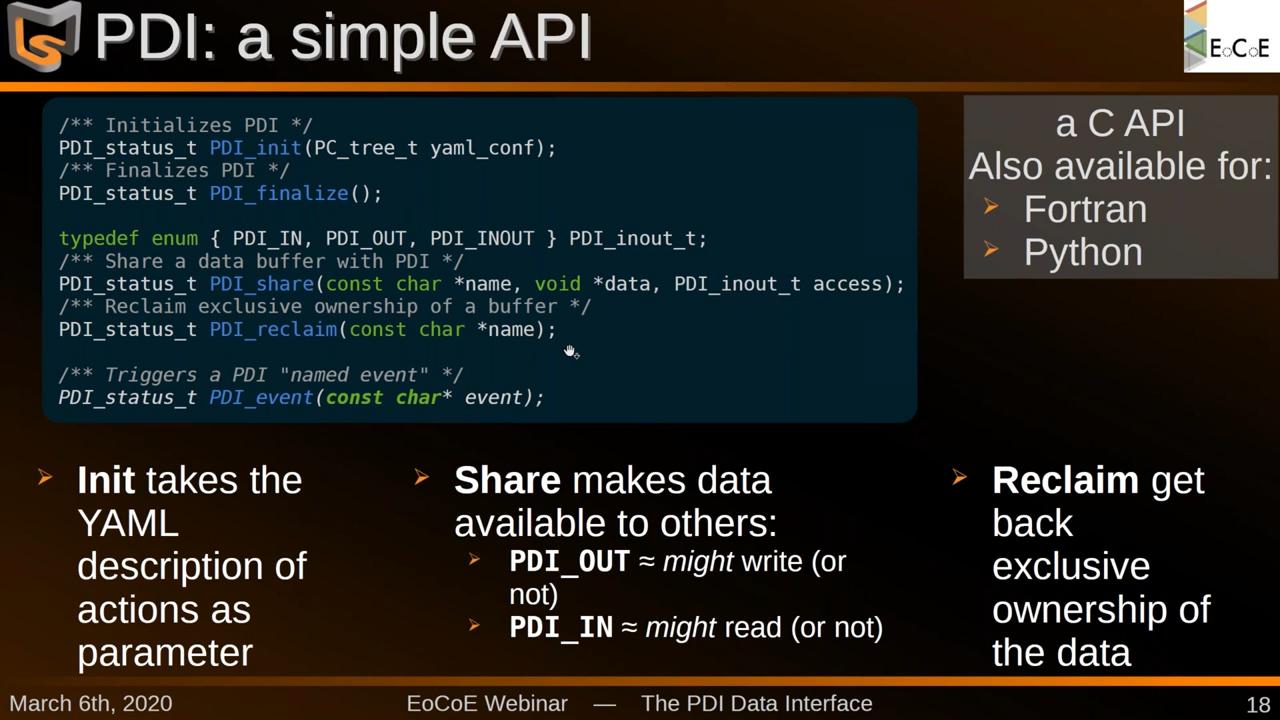 PDI: a simple API
EoCoE
/** Initializes PDI */
PDI_status_t PDI_init(PC_tree_t yaml_conf);
/** Finalizes PDI */
PDI_status_t PDI_finalize();
typedef enum { PDI_IN, PDI_OUT, PDI_INOUT } PDI_inout_t;
/** Share a data buffer with PDI */
PDI_status_t PDI_share(const char *name, void *data, PDI_inout_t access);
/** Reclaim exclusive ownership of a buffer */
PDI_status_t PDI_reclaim(const char *name);
/** Triggers a PDI "named event" */
PDI_status_t PDI_event(const char* event);
a C API
Also available for:
➢ Fortran
➢ Python
➢ Init takes the
YAML
description of
actions as
parameter
➢ Share makes data
available to others:
➢ PDI_OUT ≈ might write (or
not)
➢ PDI_IN ≈ might read (or not)
➢ Reclaim get
back
exclusive
ownership of
the data
March 6th, 2020
EoCoE Webinar — The PDI Data Interface
18